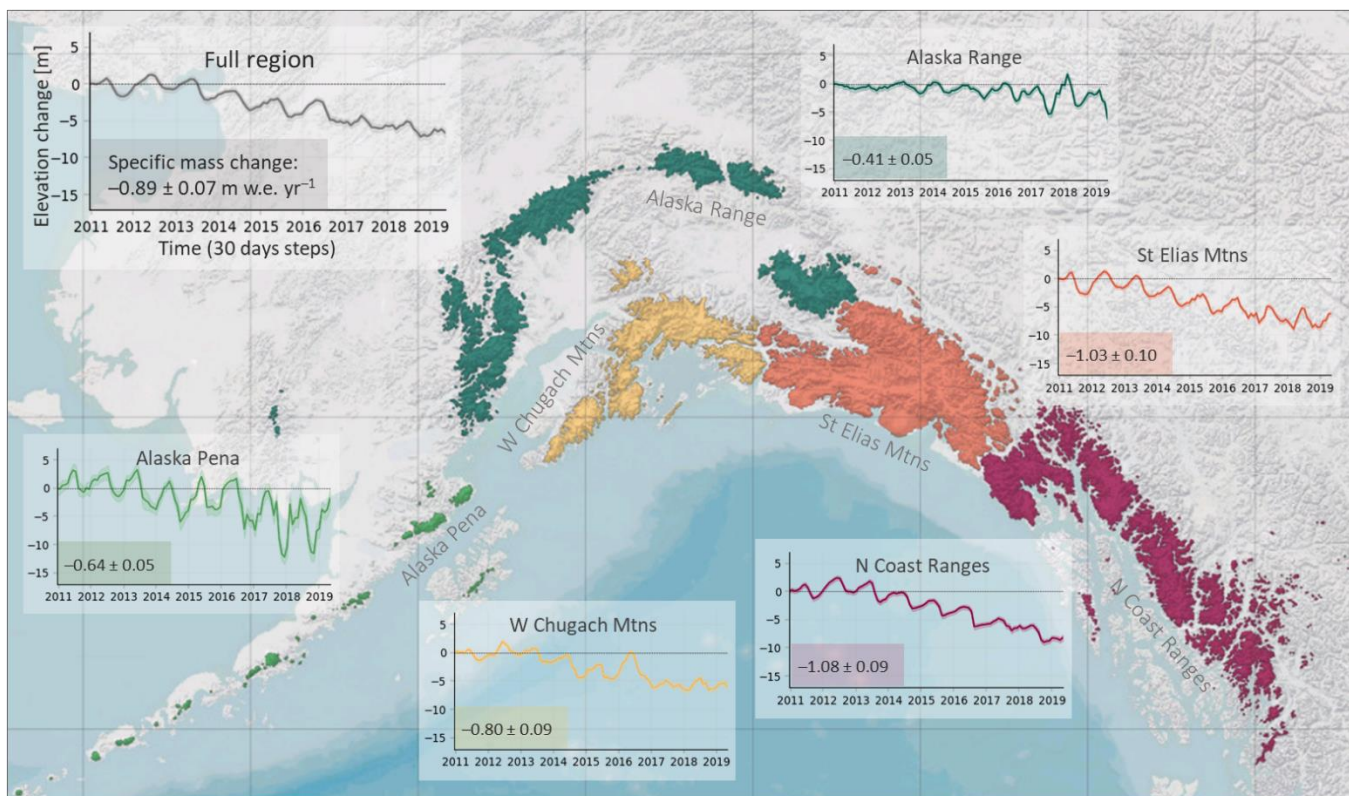 Full region
Elevation change [m]
5
0
−5
−10
−15
Specific mass change:
−0.89 ± 0.07 m w.e. yr⁻¹
2011 2012 2013 2014 2015 2016 2017 2018 2019
Time (30 days steps)
Alaska Range
5
0
−5
−10
−15
−0.41 ± 0.05
2011 2012 2013 2014 2015 2016 2017 2018 2019
Alaska Range
St Elias Mtns
5
0
−5
−10
−15
−1.03 ± 0.10
2011 2012 2013 2014 2015 2016 2017 2018 2019
W Chugach Mtns
St Elias Mtns
Alaska Pena
5
0
−5
−10
−15
−0.64 ± 0.05
2011 2012 2013 2014 2015 2016 2017 2018 2019
Alaska Pena
N Coast Ranges
5
0
−5
−10
−15
−1.08 ± 0.09
2011 2012 2013 2014 2015 2016 2017 2018 2019
N Coast Ranges
W Chugach Mtns
5
0
−5
−10
−15
−0.80 ± 0.09
2011 2012 2013 2014 2015 2016 2017 2018 2019